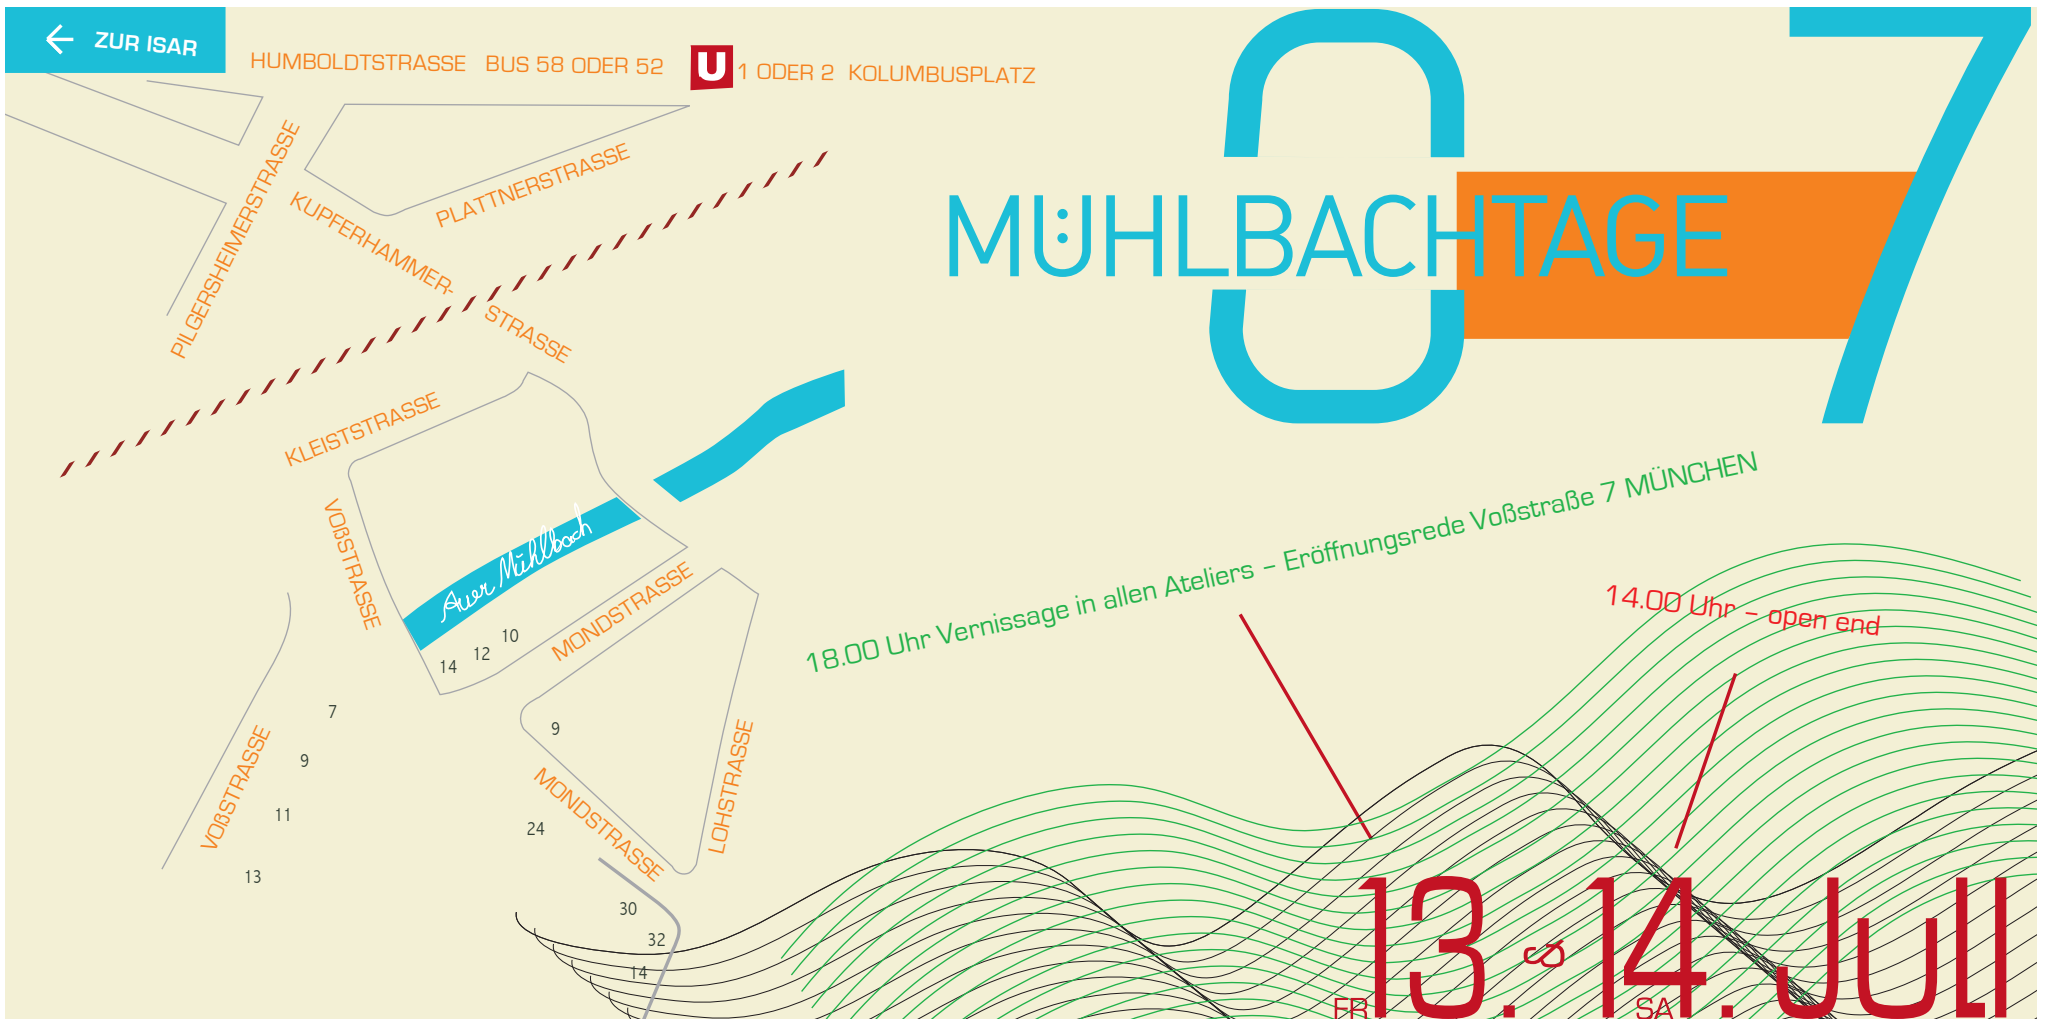 ZUR ISAR
HUMBOLDTSTRASSE BUS 58 ODER 52 U 1 ODER 2 KOLUMBUSPLATZ
PILGERSHEIMERSTRASSE
KUPFERHAMMER-
STRASSE
PLATTNERSTRASSE
KLEISTSTRASSE
VOßSTRASSE
Auer Mühlbach
MONDSTRASSE
10
12
14
7
9
9
11
13
VOßSTRASSE
MONDSTRASSE
LOHSTRASSE
24
30
32
14
07
MÜHLBACHTAGE
18.00 Uhr Vernissage in allen Ateliers – Eröffnungsrede Voßstraße 7 MÜNCHEN
14.00 Uhr – open end
FR 13. & SA 14. Juli